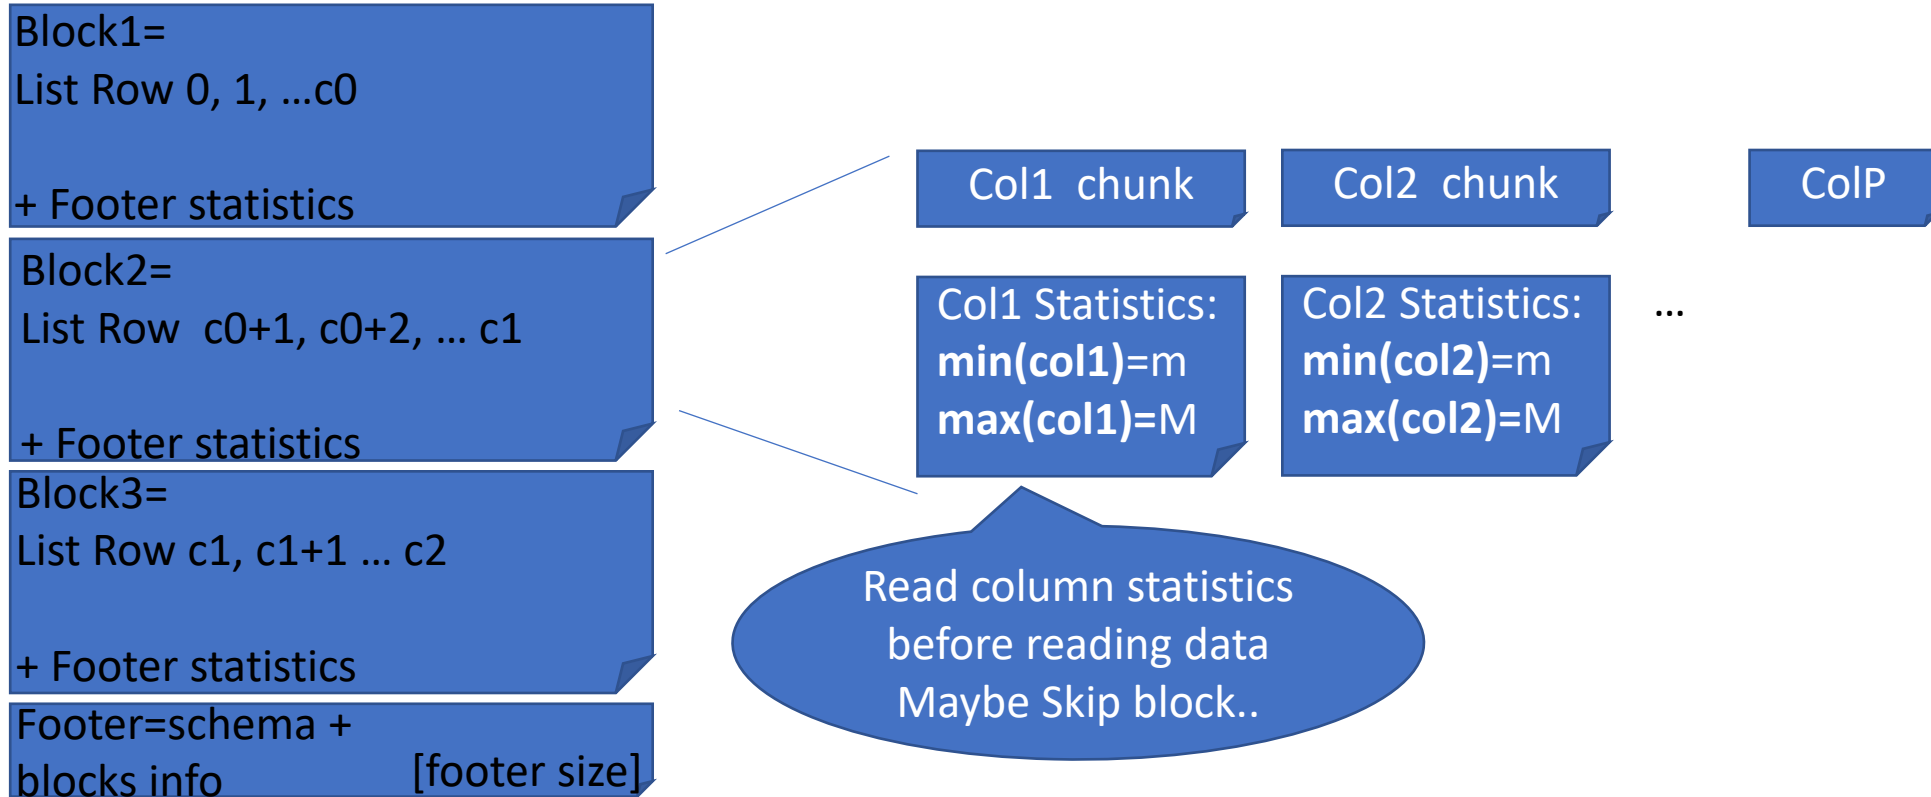 Block1=
List Row 0, 1, …c0
+ Footer statistics
Block2=
List Row c0+1, c0+2, … c1
+ Footer statistics
Block3=
List Row c1, c1+1 … c2
+ Footer statistics
Footer=schema +
blocks info
[footer size]
Col1 chunk
Col2 chunk
ColP
Col1 Statistics:
min(col1)=m
max(col1)=M
Col2 Statistics:
min(col2)=m
max(col2)=M
…
Read column statistics
before reading data
Maybe Skip block..